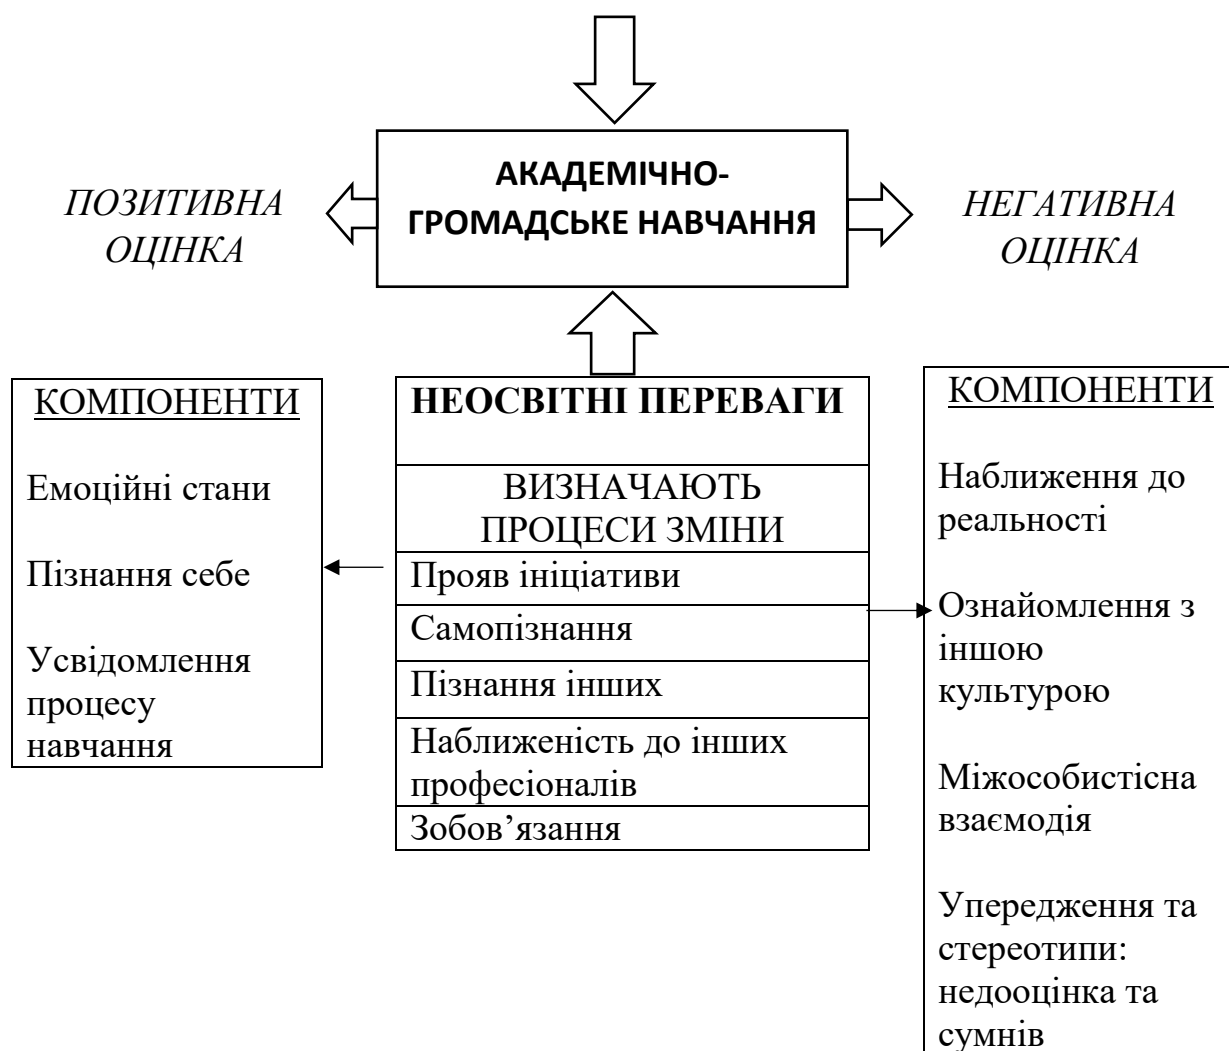 АКАДЕМІЧНО-
ГРОМАДСЬКЕ НАВЧАННЯ
ПОЗИТИВНА
ОЦІНКА
НЕГАТИВНА
ОЦІНКА
КОМПОНЕНТИ
Емоційні стани
Пізнання себе
Усвідомлення
процесу
навчання
НЕОСВІТНІ ПЕРЕВАГИ
ВИЗНАЧАЮТЬ
ПРОЦЕСИ ЗМІНИ
Прояв ініціативи
Самопізнання
Пізнання інших
Наближеність до інших
професіоналів
Зобов’язання
КОМПОНЕНТИ
Наближення до
реальності
Ознайомлення з
іншою
культурою
Міжособистісна
взаємодія
Упередження та
стереотипи:
недооцінка та
сумнів